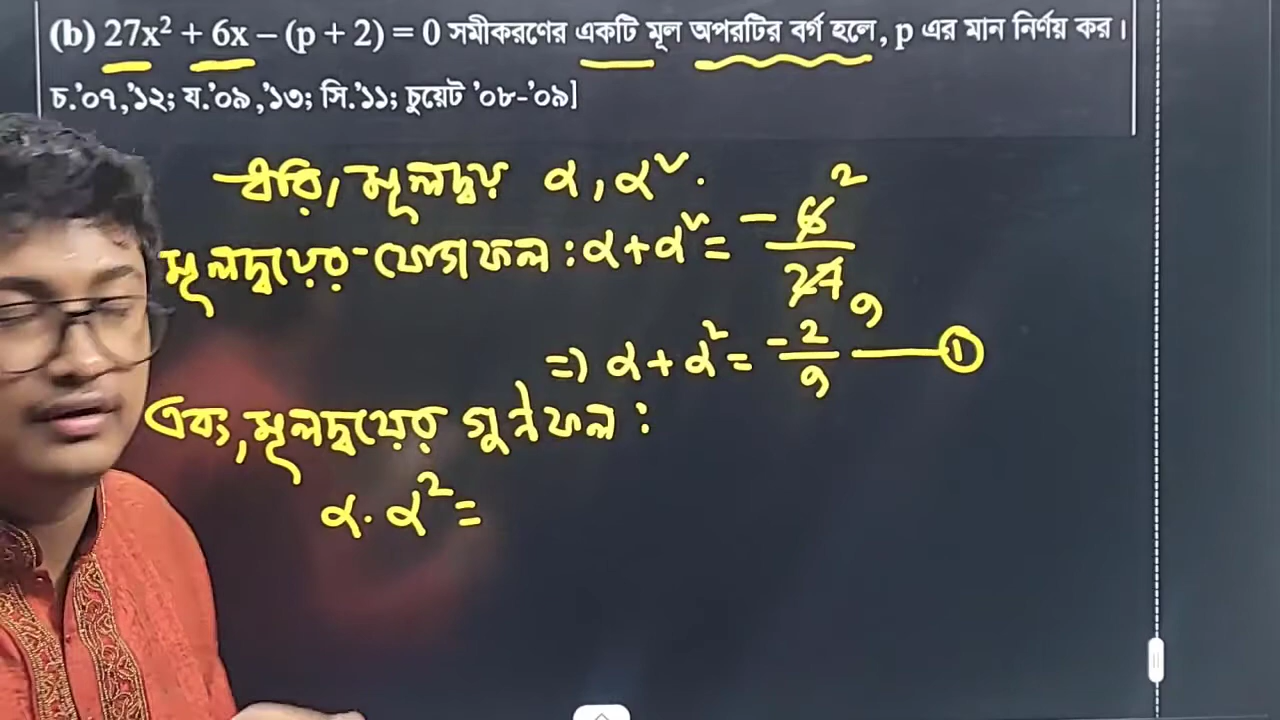 (b) 27x² + 6x – (p + 2) = 0 সমীকরণের একটি মূল অপরটির বর্গ হলে, p এর মান নির্ণয় কর।
চ.'০৭,'১২; য.'০৯,'১৩; সি.'১১; চুয়েট '০৮-'০৯]
ধরি, মূলদ্বয় α, α².
মূলদ্বয়ের যোগফল : α + α² = -6/27 2 9
=> α + α² = -2/9 ——— ①
এবং, মূলদ্বয়ের গুণফল :
α . α² =